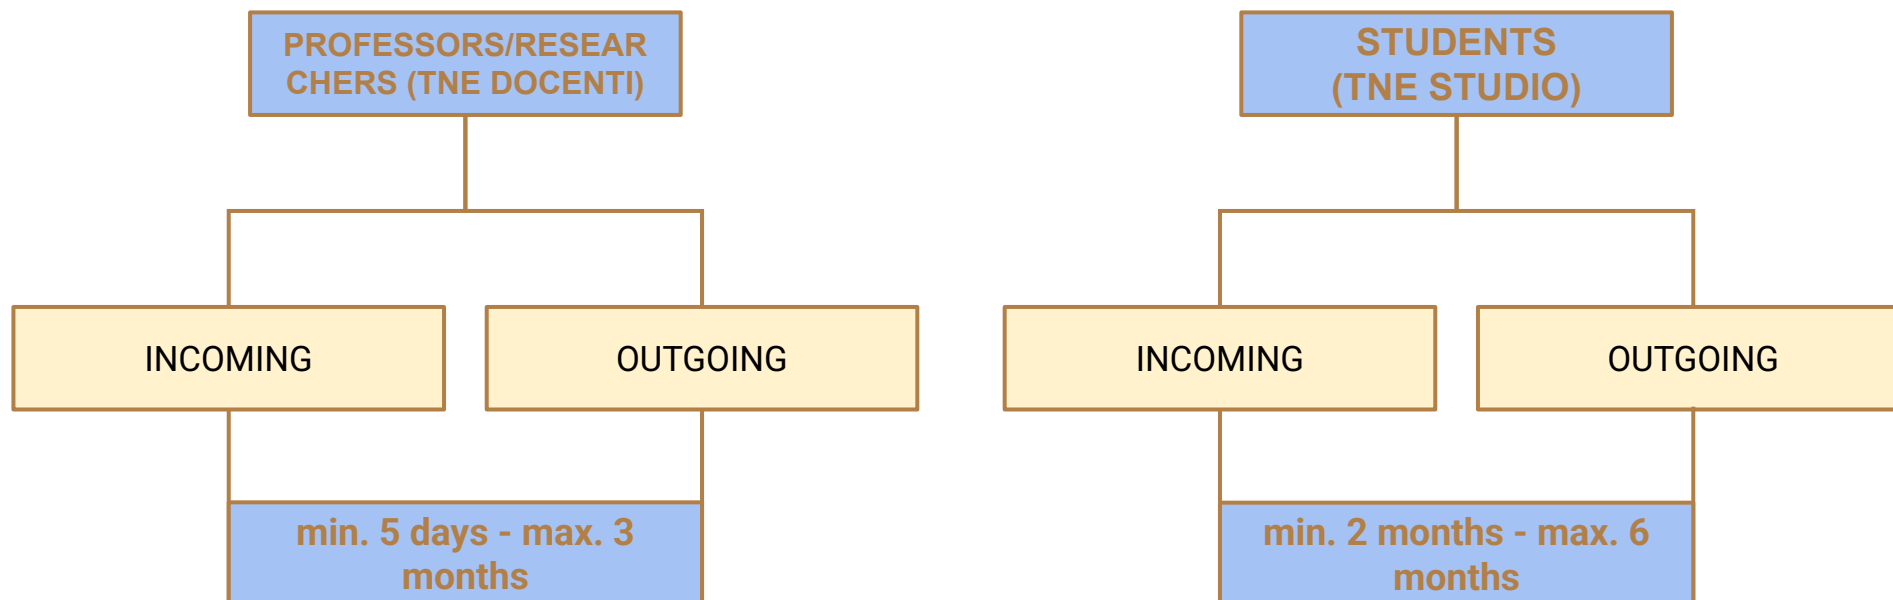 PROFESSORS/RESEAR
CHERS (TNE DOCENTI)
INCOMING
OUTGOING
min. 5 days - max. 3
months
STUDENTS
(TNE STUDIO)
INCOMING
OUTGOING
min. 2 months - max. 6
months